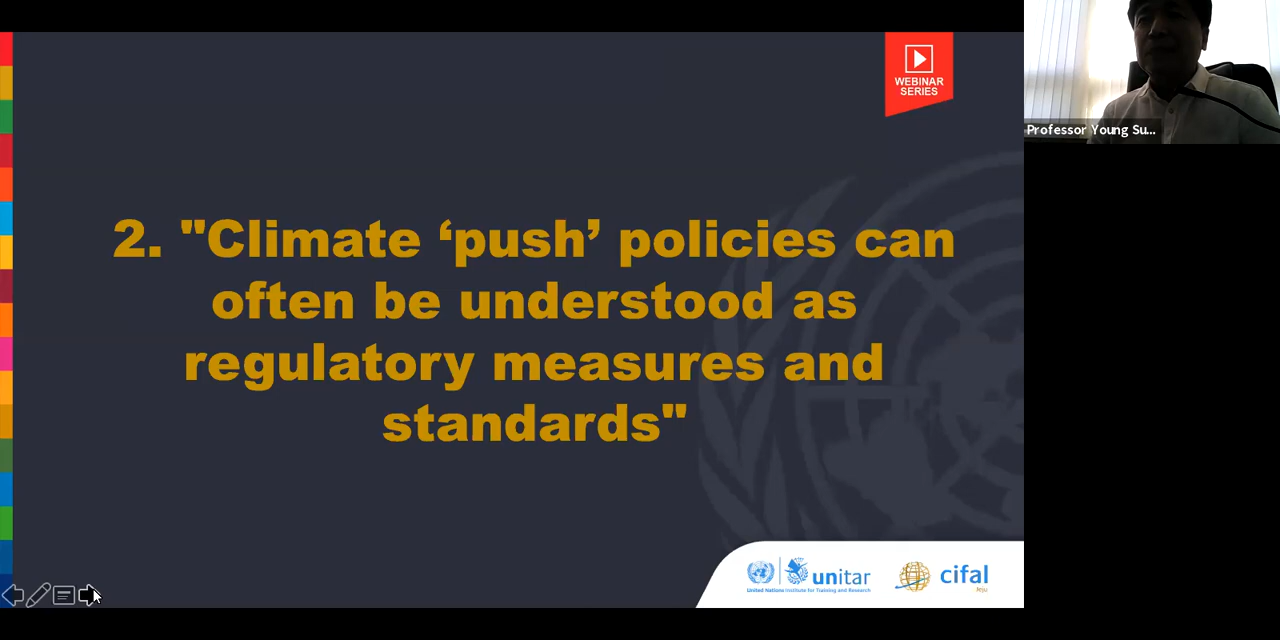 WEBINAR
SERIES
Professor Young Su...
2. "Climate ‘push’ policies can
often be understood as
regulatory measures and
standards"
unitar
United Nations Institute for Training and Research
cifal
Jeju